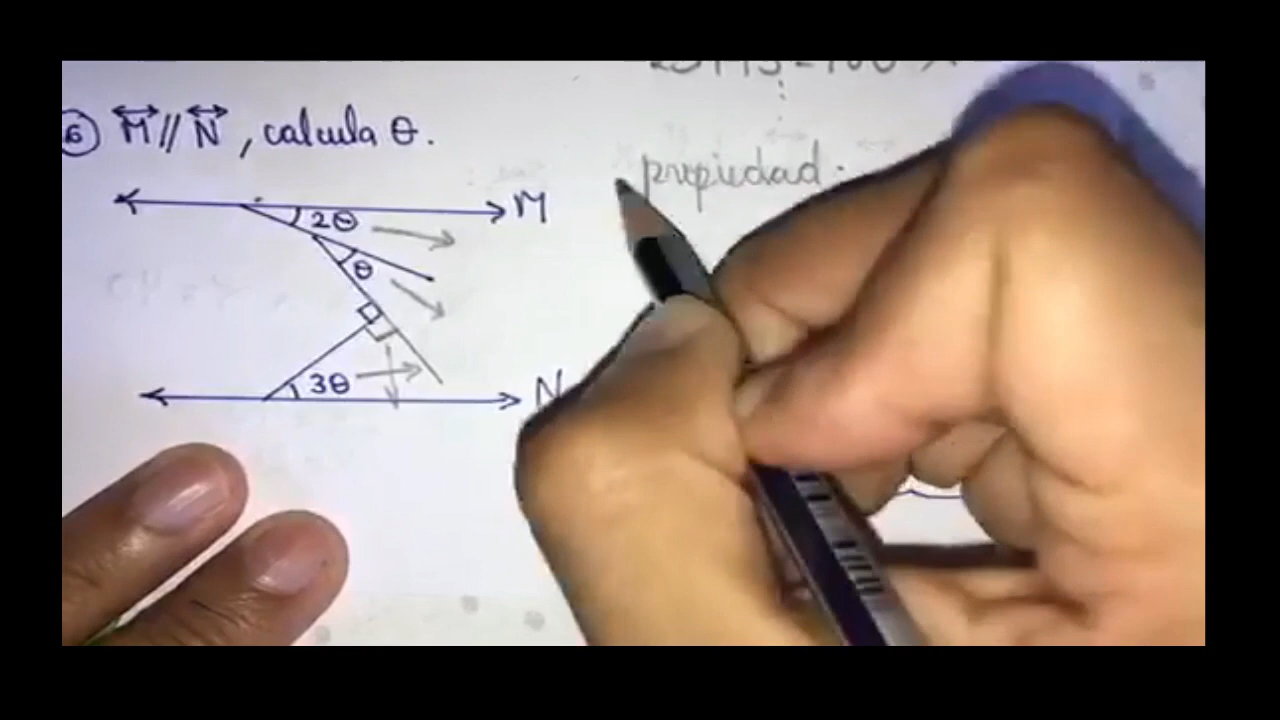 6 M // N , calcula θ.
propiedad:
M
2θ
θ
3θ
N